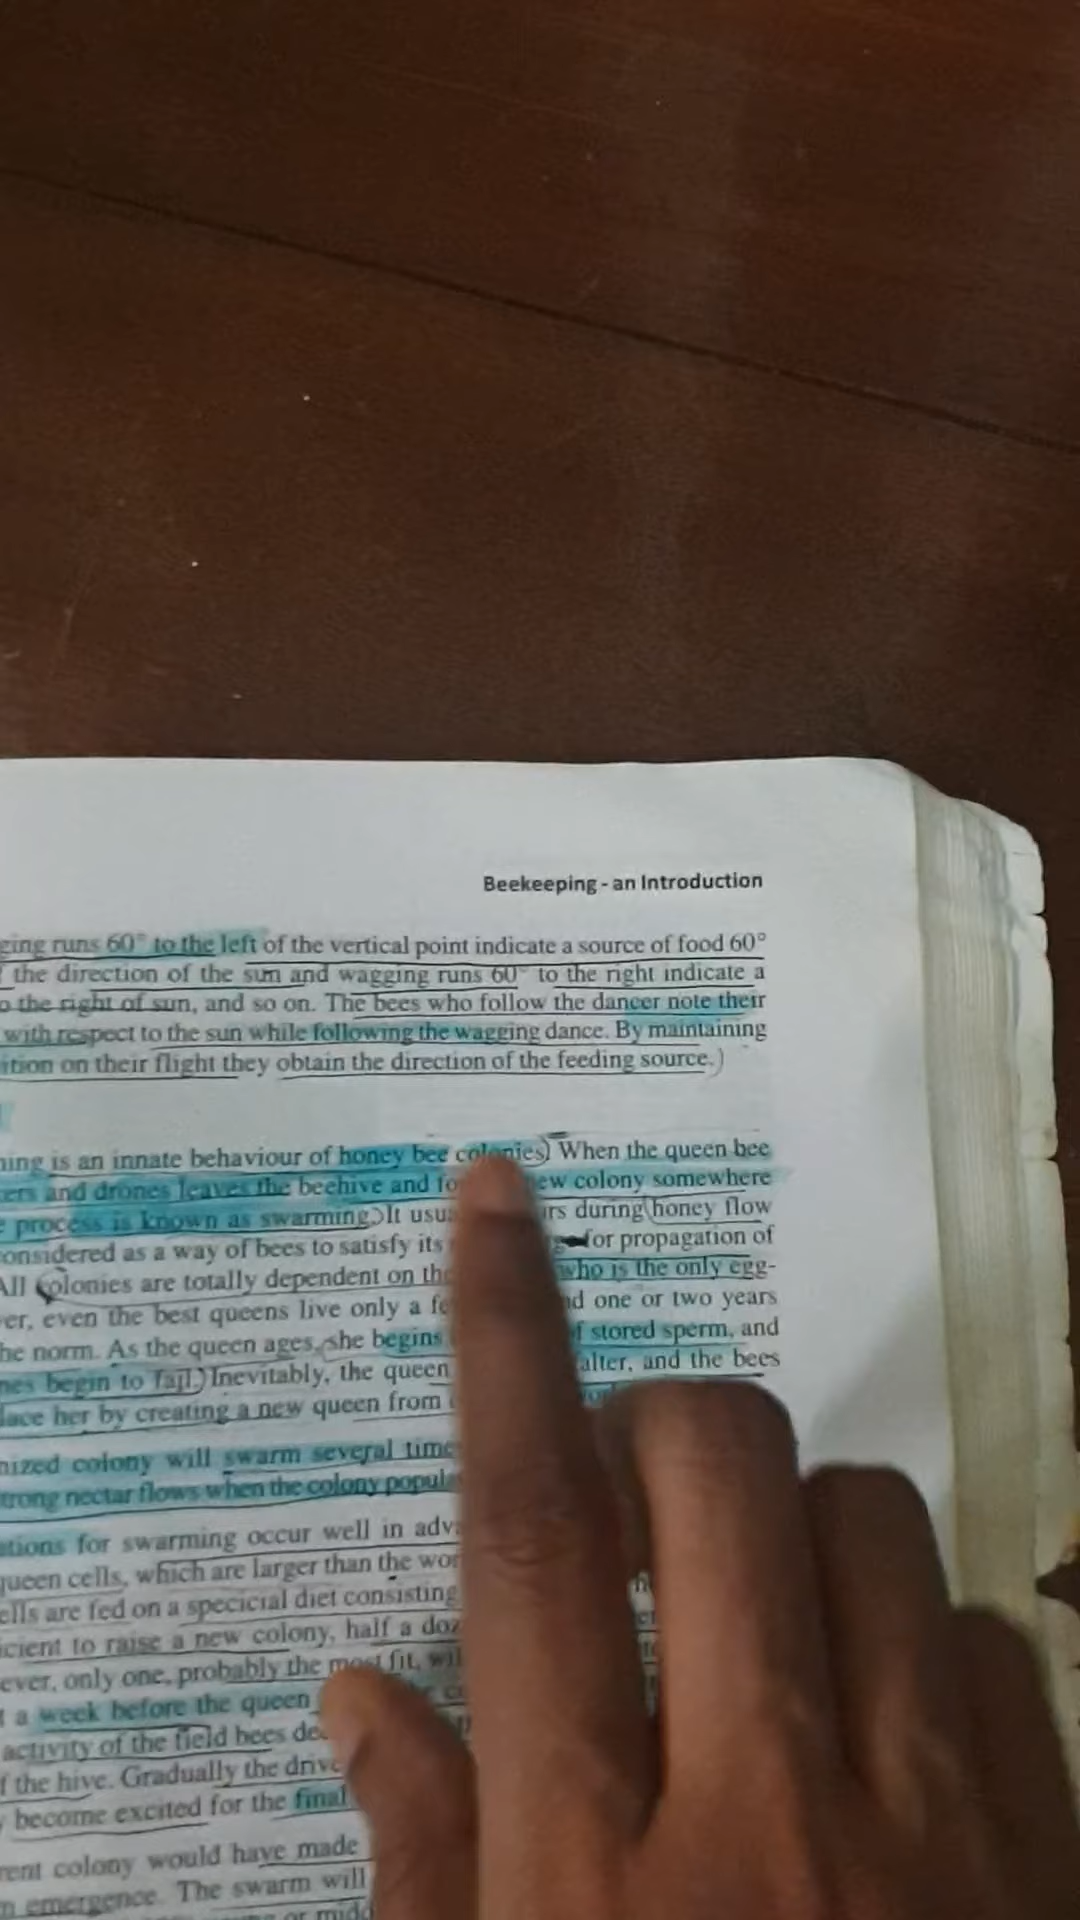 Beekeeping - an Introduction
ging runs 60° to the left of the vertical point indicate a source of food 60°
f the direction of the sun and wagging runs 60° to the right indicate a
o the right of sun, and so on. The bees who follow the dancer note their
with respect to the sun while following the wagging dance. By maintaining
ition on their flight they obtain the direction of the feeding source.)
ning is an innate behaviour of honey bee colonies) When the queen bee
ers and drones leaves the beehive and fo ew colony somewhere
e process is known as swarming.) It usua rs during honey flow
onsidered as a way of bees to satisfy its for propagation of
All colonies are totally dependent on the who is the only egg-
er, even the best queens live only a fe d one or two years
he norm. As the queen ages, she begins f stored sperm, and
nes begin to fail.) Inevitably, the queen alter, and the bees
lace her by creating a new queen from
nized colony will swarm several time
trong nectar flows when the colony popula
ations for swarming occur well in adva
queen cells, which are larger than the wor
ells are fed on a specicial diet consisting
icient to raise a new colony, half a doz
ever, only one, probably the most fit, wil
t a week before the queen
activity of the field bees de
f the hive. Gradually the drive
become excited for the final
rent colony would have made
n emergence. The swarm will
or midd